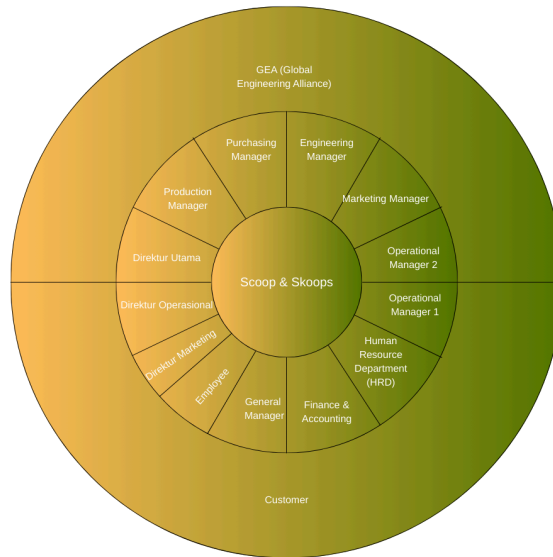 GEA (Global
Engineering Alliance)
Purchasing
Manager
Engineering
Manager
Production
Manager
Marketing Manager
Direktur Utama
Operational
Manager 2
Scoop & Skoops
Direktur Operasional
Operational
Manager 1
Direktur Marketing
Human
Resource
Department
(HRD)
Employee
General
Manager
Finance &
Accounting
Customer